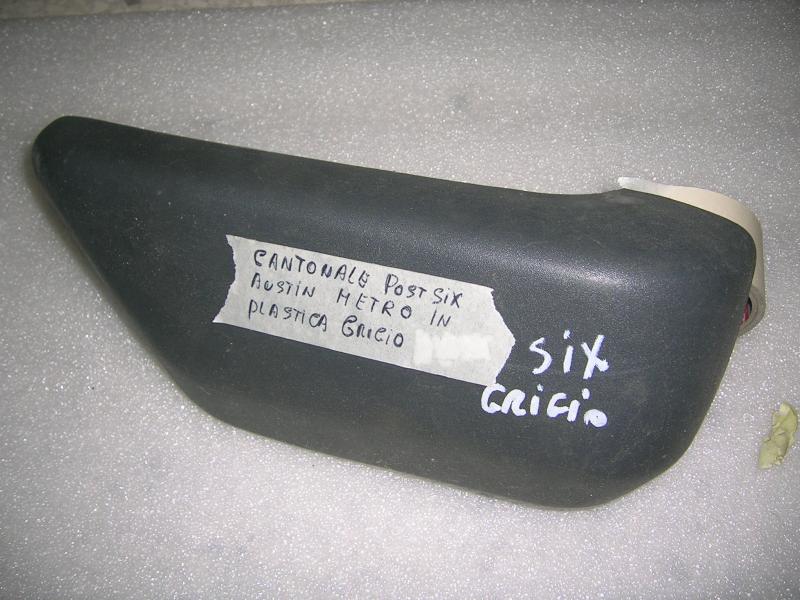 CANTONALE POST SIX
AUSTIN METRO IN
PLASTICA GRIGIO
SIX
GRIGIO